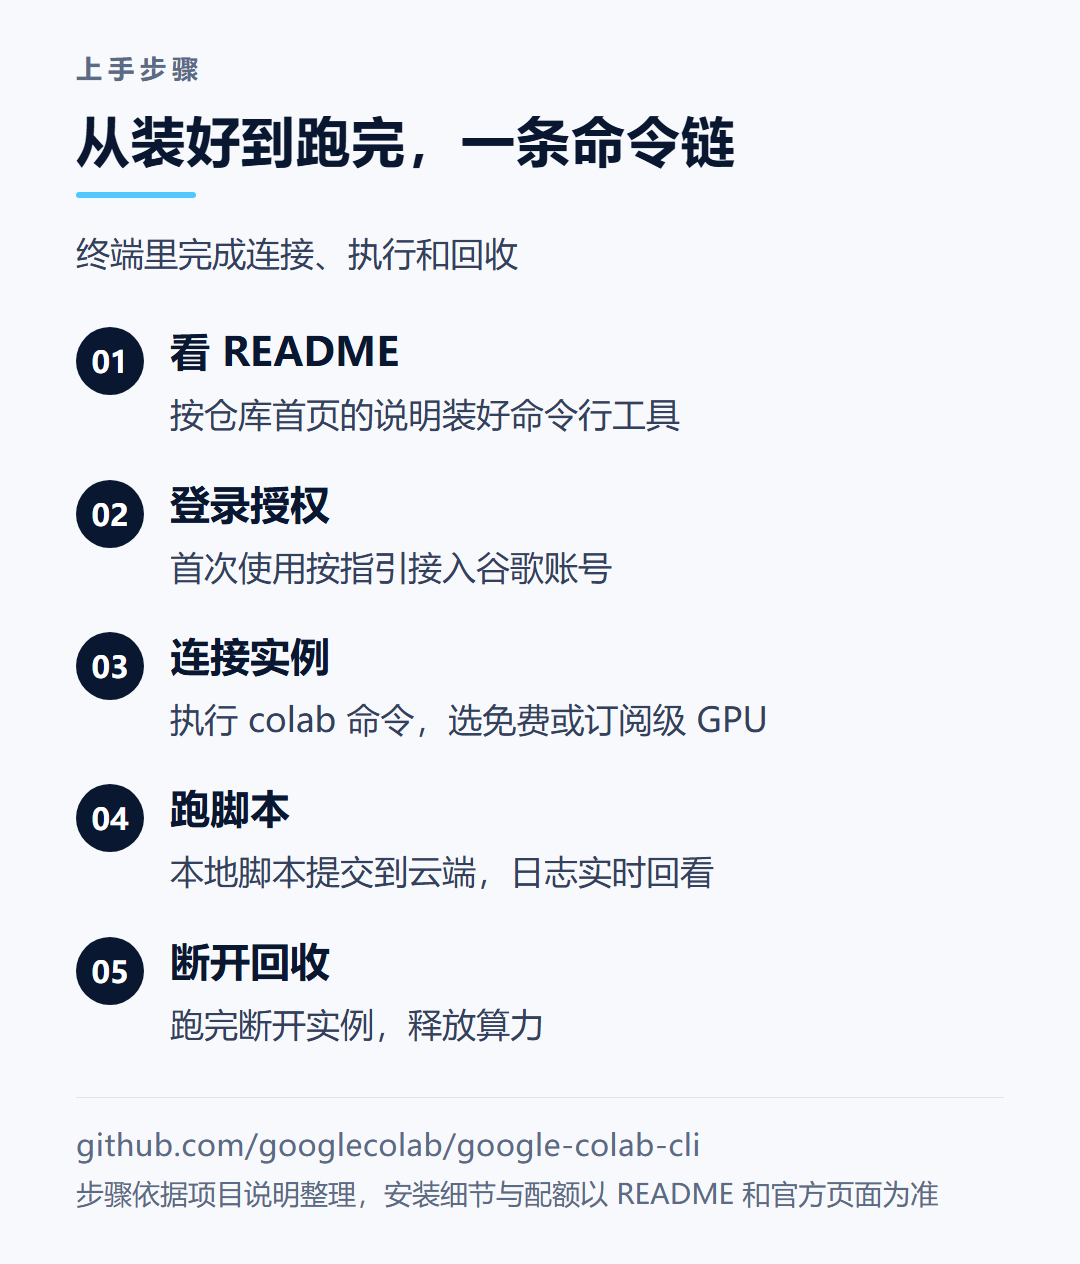 上手步骤
从装好到跑完，一条命令链
终端里完成连接、执行和回收
01
看 README
按仓库首页的说明装好命令行工具
02
登录授权
首次使用按指引接入谷歌账号
03
连接实例
执行 colab 命令，选免费或订阅级 GPU
04
跑脚本
本地脚本提交到云端，日志实时回看
05
断开回收
跑完断开实例，释放算力
github.com/googlecolab/google-colab-cli
步骤依据项目说明整理，安装细节与配额以 README 和官方页面为准